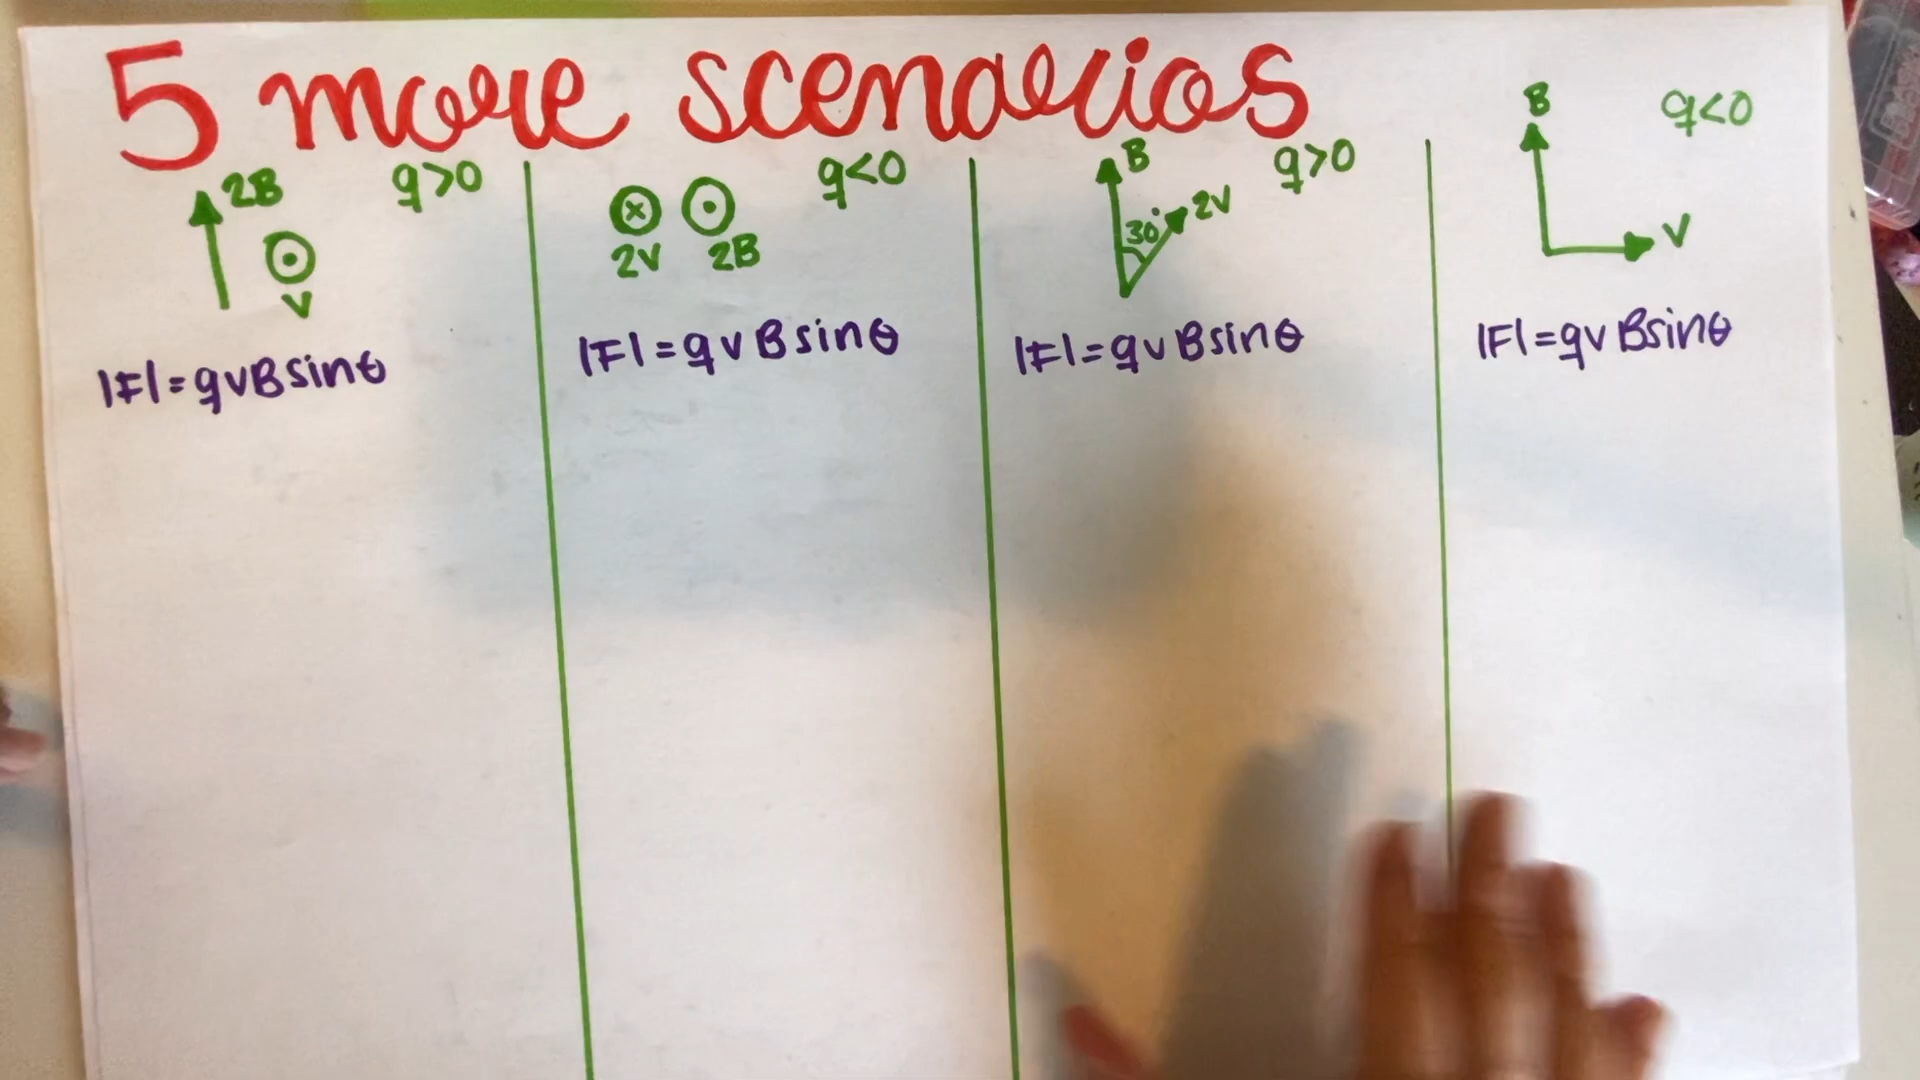 5 more scenarios
2B q>0
V
|F|=qvBsinθ
q<0
2V 2B
|F|=qvBsinθ
B q>0
30° 2V
|F|=qvBsinθ
B q<0
V
|F|=qvBsinθ